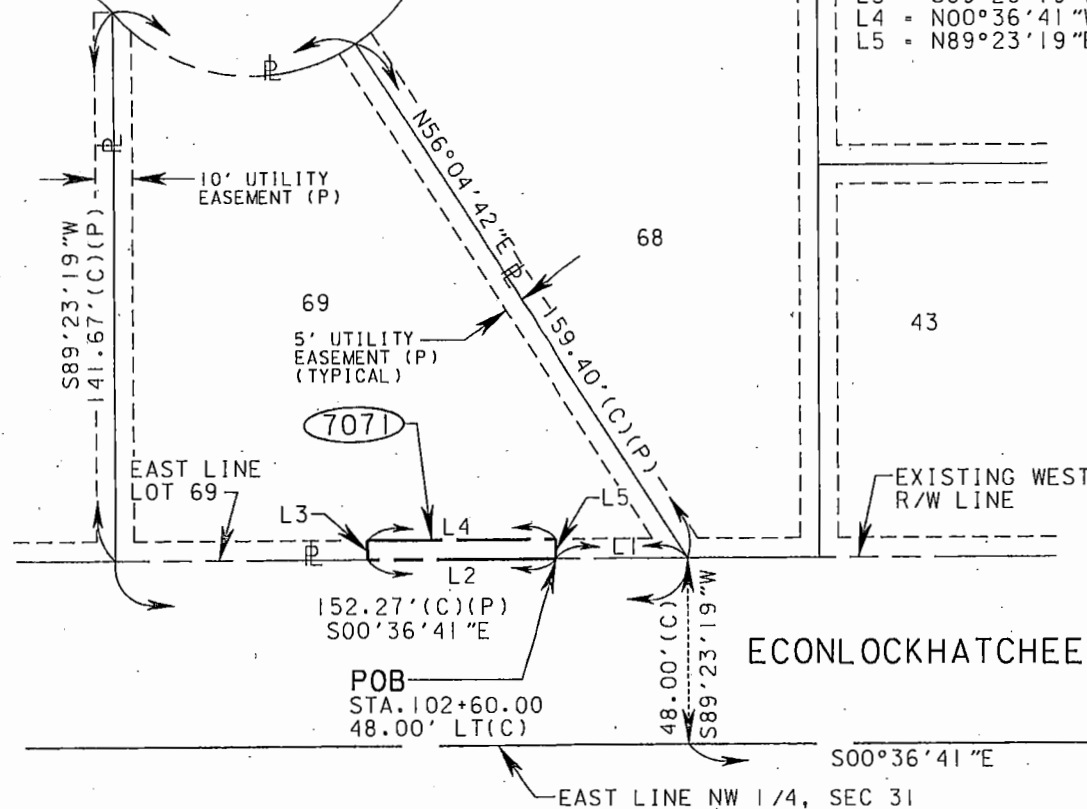 L4 = N00°36'41"W
L5 = N89°23'19"E
10' UTILITY
EASEMENT (P)
S89°23'19"W
141.67'(C)(P)
N56°04'42"E
159.40'(C)(P)
68
69
43
5' UTILITY
EASEMENT (P)
(TYPICAL)
7071
EAST LINE
LOT 69
L3
L4
L5
L1
L2
EXISTING WEST
R/W LINE
152.27'(C)(P)
S00°36'41"E
POB
STA.102+60.00
48.00' LT(C)
48.00'(C)
S89°23'19"W
ECONLOCKHATCHEE
S00°36'41"E
EAST LINE NW 1/4, SEC 31